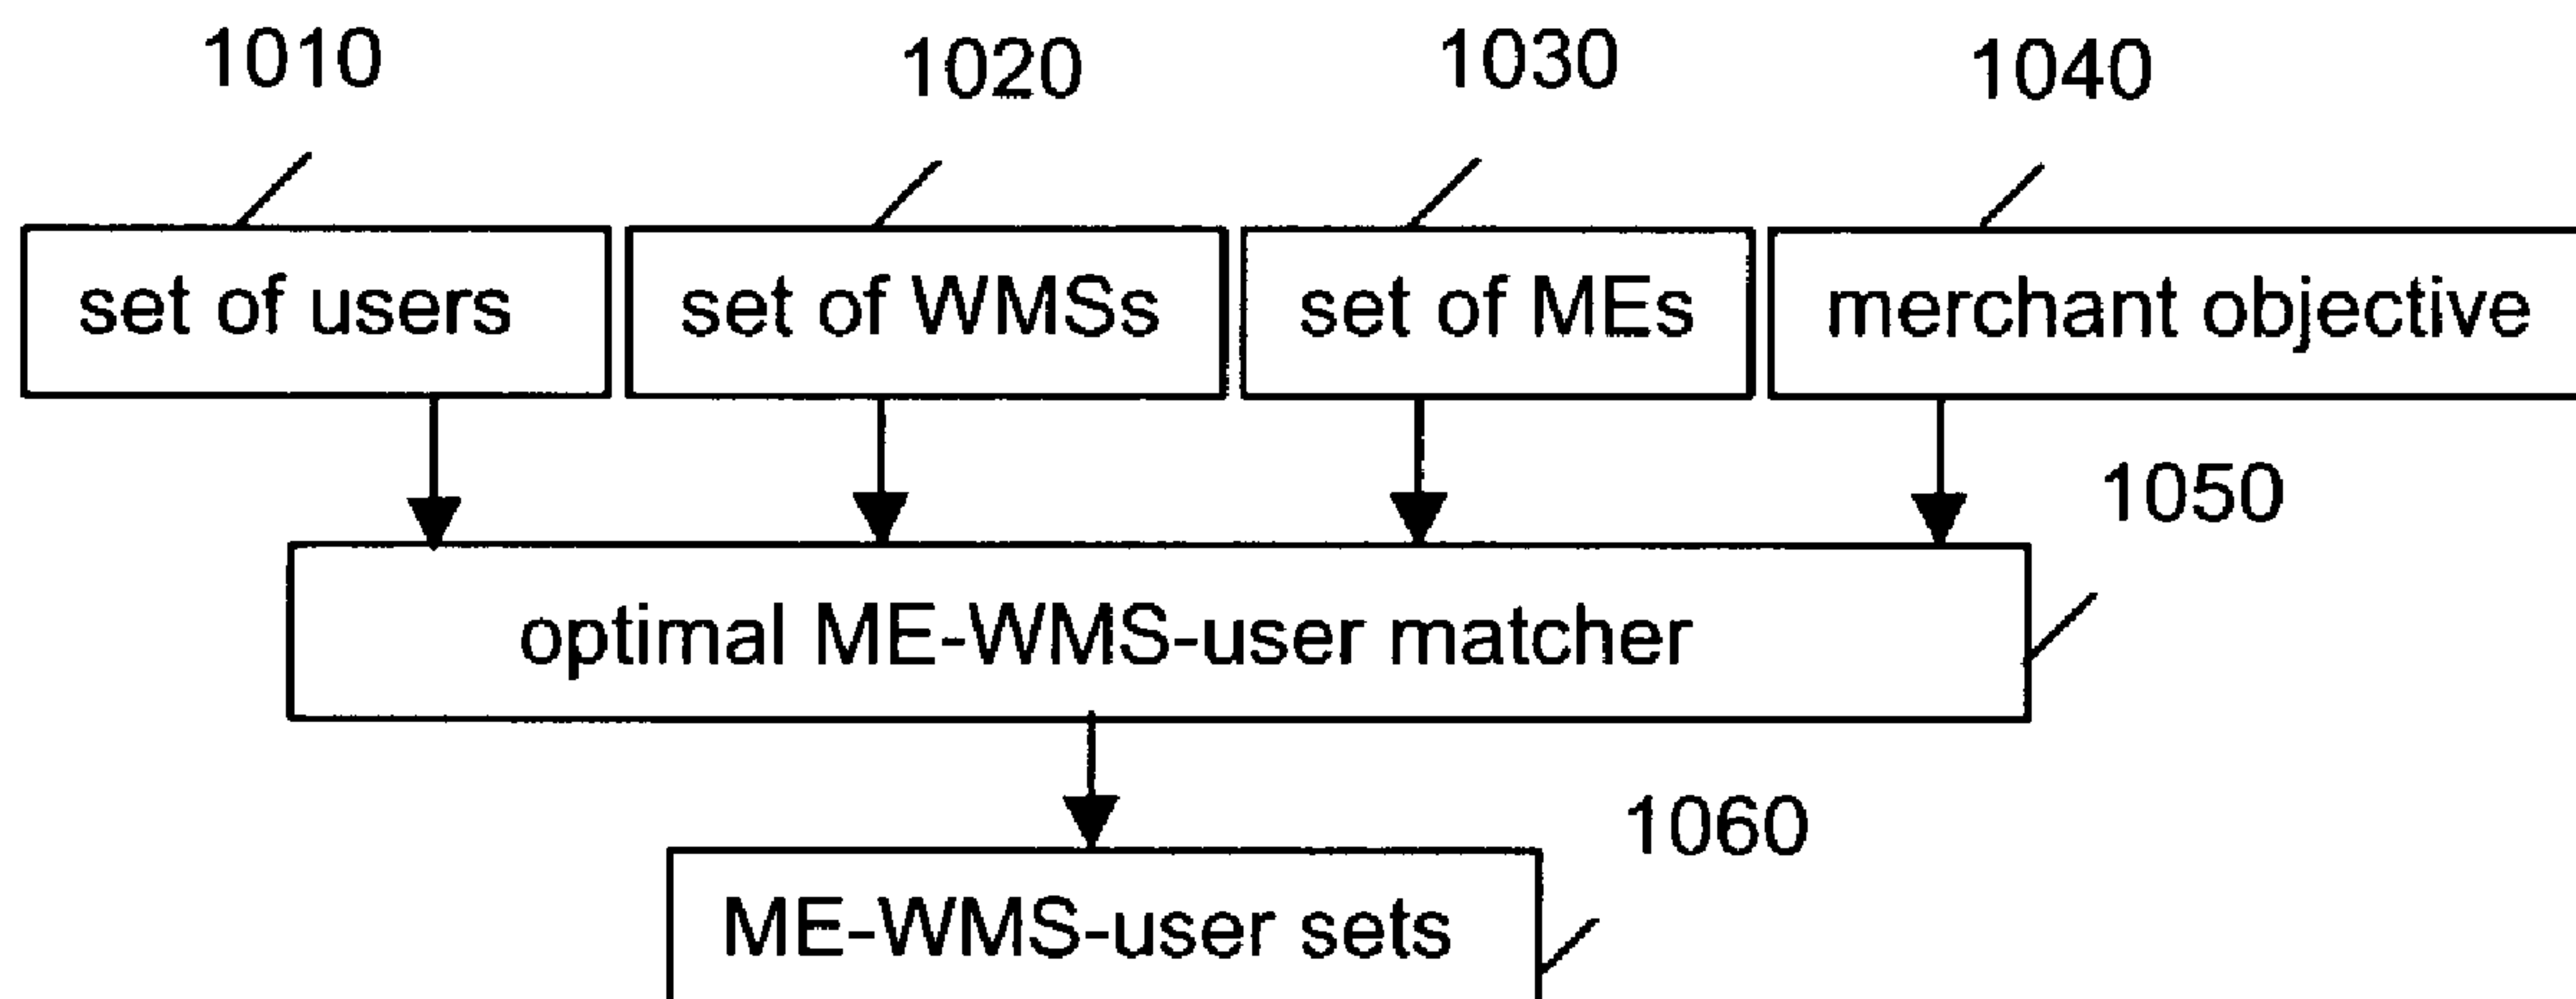 1010
1020
1030
1040
set of users
set of WMSs
set of MEs
merchant objective
1050
optimal ME-WMS-user matcher
1060
ME-WMS-user sets